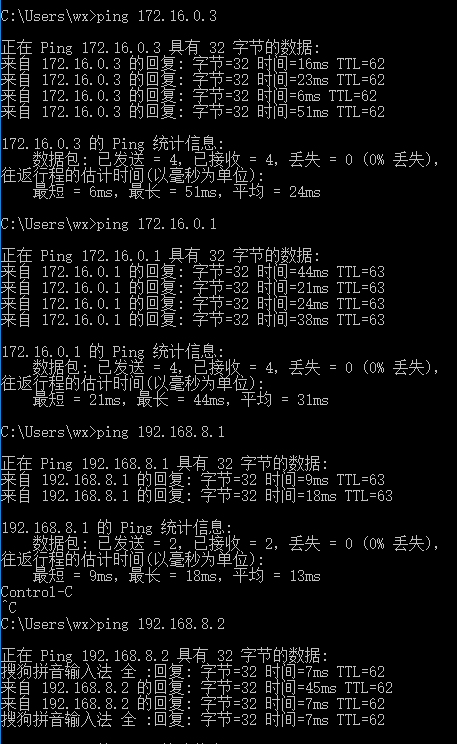 C:\Users\wx>ping 172.16.0.3
正在 Ping 172.16.0.3 具有 32 字节的数据:
来自 172.16.0.3 的回复: 字节=32 时间=16ms TTL=62
来自 172.16.0.3 的回复: 字节=32 时间=23ms TTL=62
来自 172.16.0.3 的回复: 字节=32 时间=6ms TTL=62
来自 172.16.0.3 的回复: 字节=32 时间=51ms TTL=62
172.16.0.3 的 Ping 统计信息:
数据包: 已发送 = 4，已接收 = 4，丢失 = 0 (0% 丢失)，
往返行程的估计时间(以毫秒为单位):
最短 = 6ms，最长 = 51ms，平均 = 24ms
C:\Users\wx>ping 172.16.0.1
正在 Ping 172.16.0.1 具有 32 字节的数据:
来自 172.16.0.1 的回复: 字节=32 时间=44ms TTL=63
来自 172.16.0.1 的回复: 字节=32 时间=21ms TTL=63
来自 172.16.0.1 的回复: 字节=32 时间=24ms TTL=63
来自 172.16.0.1 的回复: 字节=32 时间=38ms TTL=63
172.16.0.1 的 Ping 统计信息:
数据包: 已发送 = 4，已接收 = 4，丢失 = 0 (0% 丢失)，
往返行程的估计时间(以毫秒为单位):
最短 = 21ms，最长 = 44ms，平均 = 31ms
C:\Users\wx>ping 192.168.8.1
正在 Ping 192.168.8.1 具有 32 字节的数据:
来自 192.168.8.1 的回复: 字节=32 时间=9ms TTL=63
来自 192.168.8.1 的回复: 字节=32 时间=18ms TTL=63
192.168.8.1 的 Ping 统计信息:
数据包: 已发送 = 2，已接收 = 2，丢失 = 0 (0% 丢失)，
往返行程的估计时间(以毫秒为单位):
最短 = 9ms，最长 = 18ms，平均 = 13ms
Control-C
^C
C:\Users\wx>ping 192.168.8.2
正在 Ping 192.168.8.2 具有 32 字节的数据:
搜狗拼音输入法 全 :回复: 字节=32 时间=7ms TTL=62
来自 192.168.8.2 的回复: 字节=32 时间=45ms TTL=62
来自 192.168.8.2 的回复: 字节=32 时间=7ms TTL=62
搜狗拼音输入法 全 :回复: 字节=32 时间=7ms TTL=62